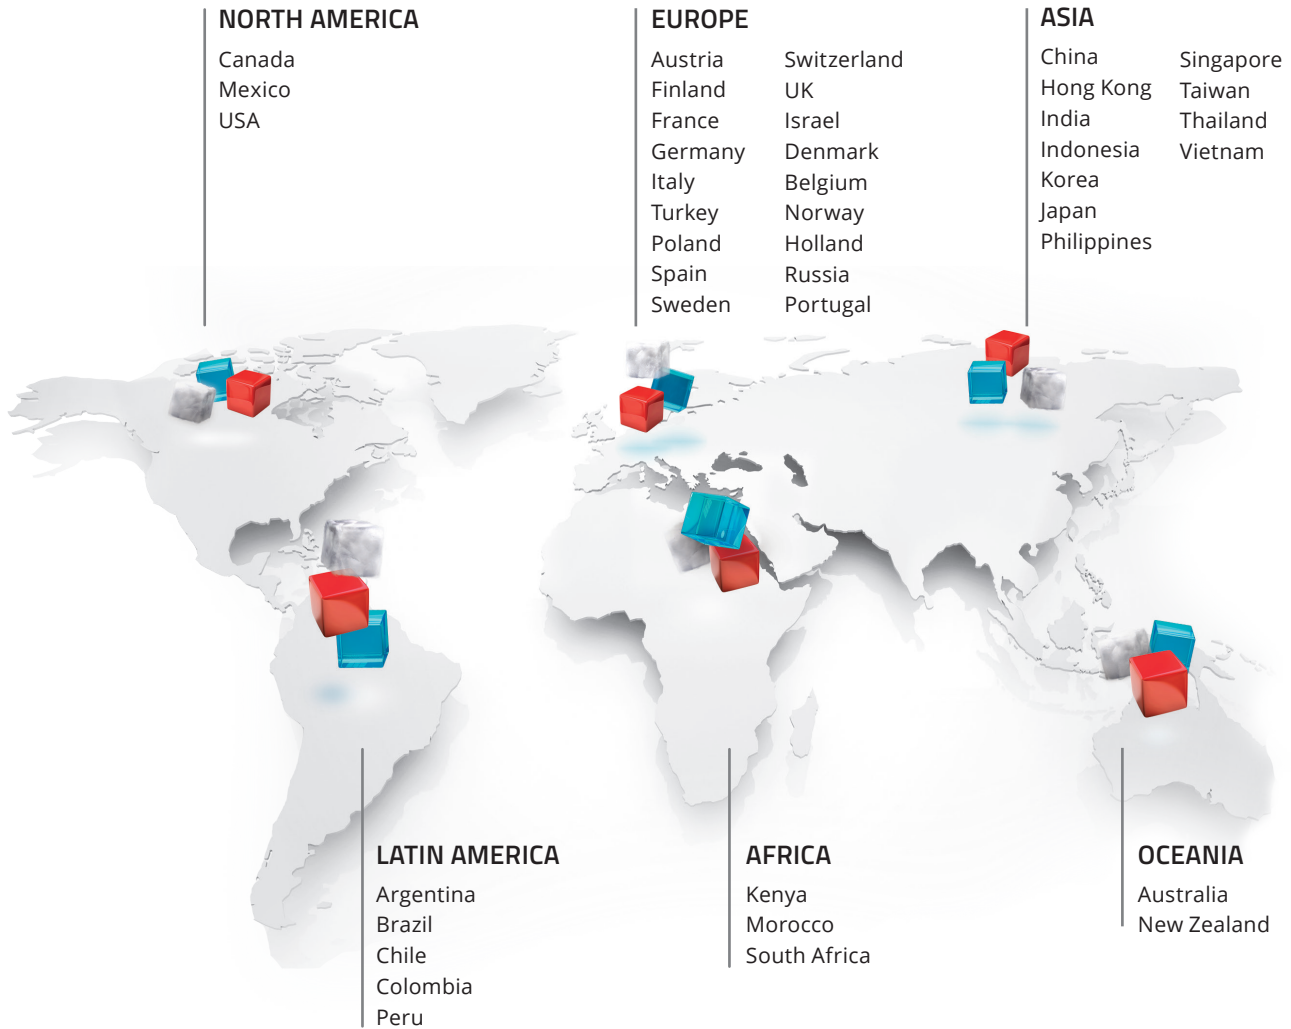 NORTH AMERICA
Canada
Mexico
USA
EUROPE
Austria
Finland
France
Germany
Italy
Turkey
Poland
Spain
Sweden
Switzerland
UK
Israel
Denmark
Belgium
Norway
Holland
Russia
Portugal
ASIA
China
Hong Kong
India
Indonesia
Korea
Japan
Philippines
Singapore
Taiwan
Thailand
Vietnam
LATIN AMERICA
Argentina
Brazil
Chile
Colombia
Peru
AFRICA
Kenya
Morocco
South Africa
OCEANIA
Australia
New Zealand